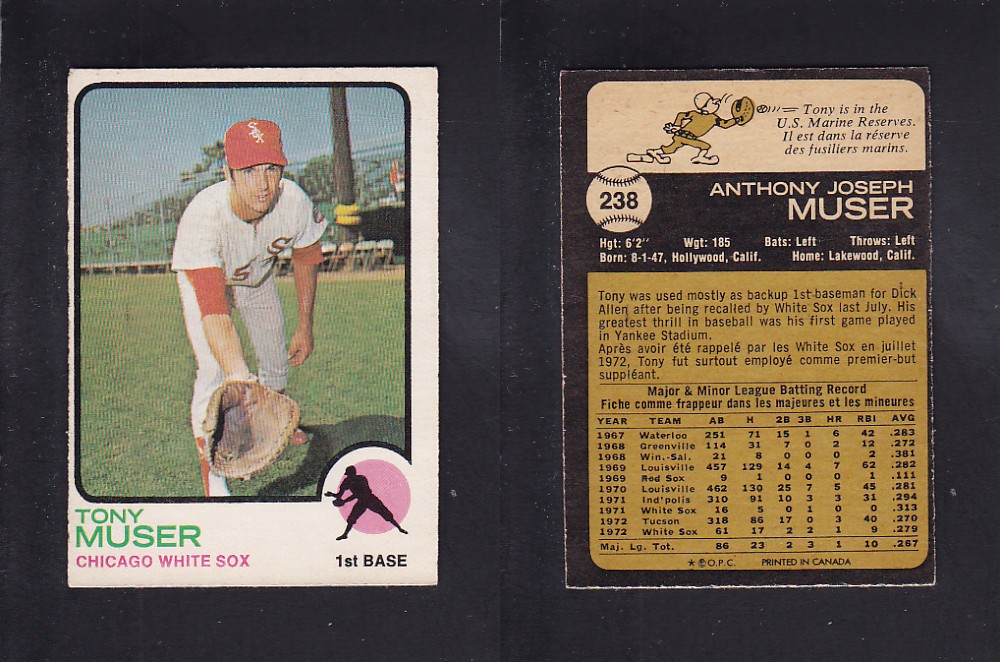 TONY
MUSER
CHICAGO WHITE SOX
1st BASE
Tony is in the
U.S. Marine Reserves.
Il est dans la réserve
des fusiliers marins.
238
ANTHONY JOSEPH
MUSER
Hgt: 6'2" Wgt: 185 Bats: Left Throws: Left
Born: 8-1-47, Hollywood, Calif. Home: Lakewood, Calif.
Tony was used mostly as backup 1st-baseman for Dick
Allen after being recalled by White Sox last July. His
greatest thrill in baseball was his first game played
in Yankee Stadium.
Après avoir été rappelé par les White Sox en juillet
1972, Tony fut surtout employé comme premier-but
suppléant.
Major & Minor League Batting Record
Fiche comme frappeur dans les majeures et les mineures
YEAR TEAM AB H 2B 3B HR RBI AVG
1967 Waterloo 251 71 15 1 6 42 .283
1968 Greenville 114 31 7 0 2 12 .272
1968 Win.-Sal. 21 8 0 0 0 2 .381
1969 Louisville 457 129 14 4 7 62 .282
1969 Red Sox 9 1 0 0 0 1 .111
1970 Louisville 462 130 25 7 5 45 .281
1971 Ind'polis 310 91 10 3 3 31 .294
1971 White Sox 16 5 0 1 0 0 .313
1972 Tucson 318 86 17 0 3 40 .270
1972 White Sox 61 17 2 2 1 9 .279
Maj. Lg. Tot. 86 23 2 3 1 10 .267
★ © O.P.C. PRINTED IN CANADA